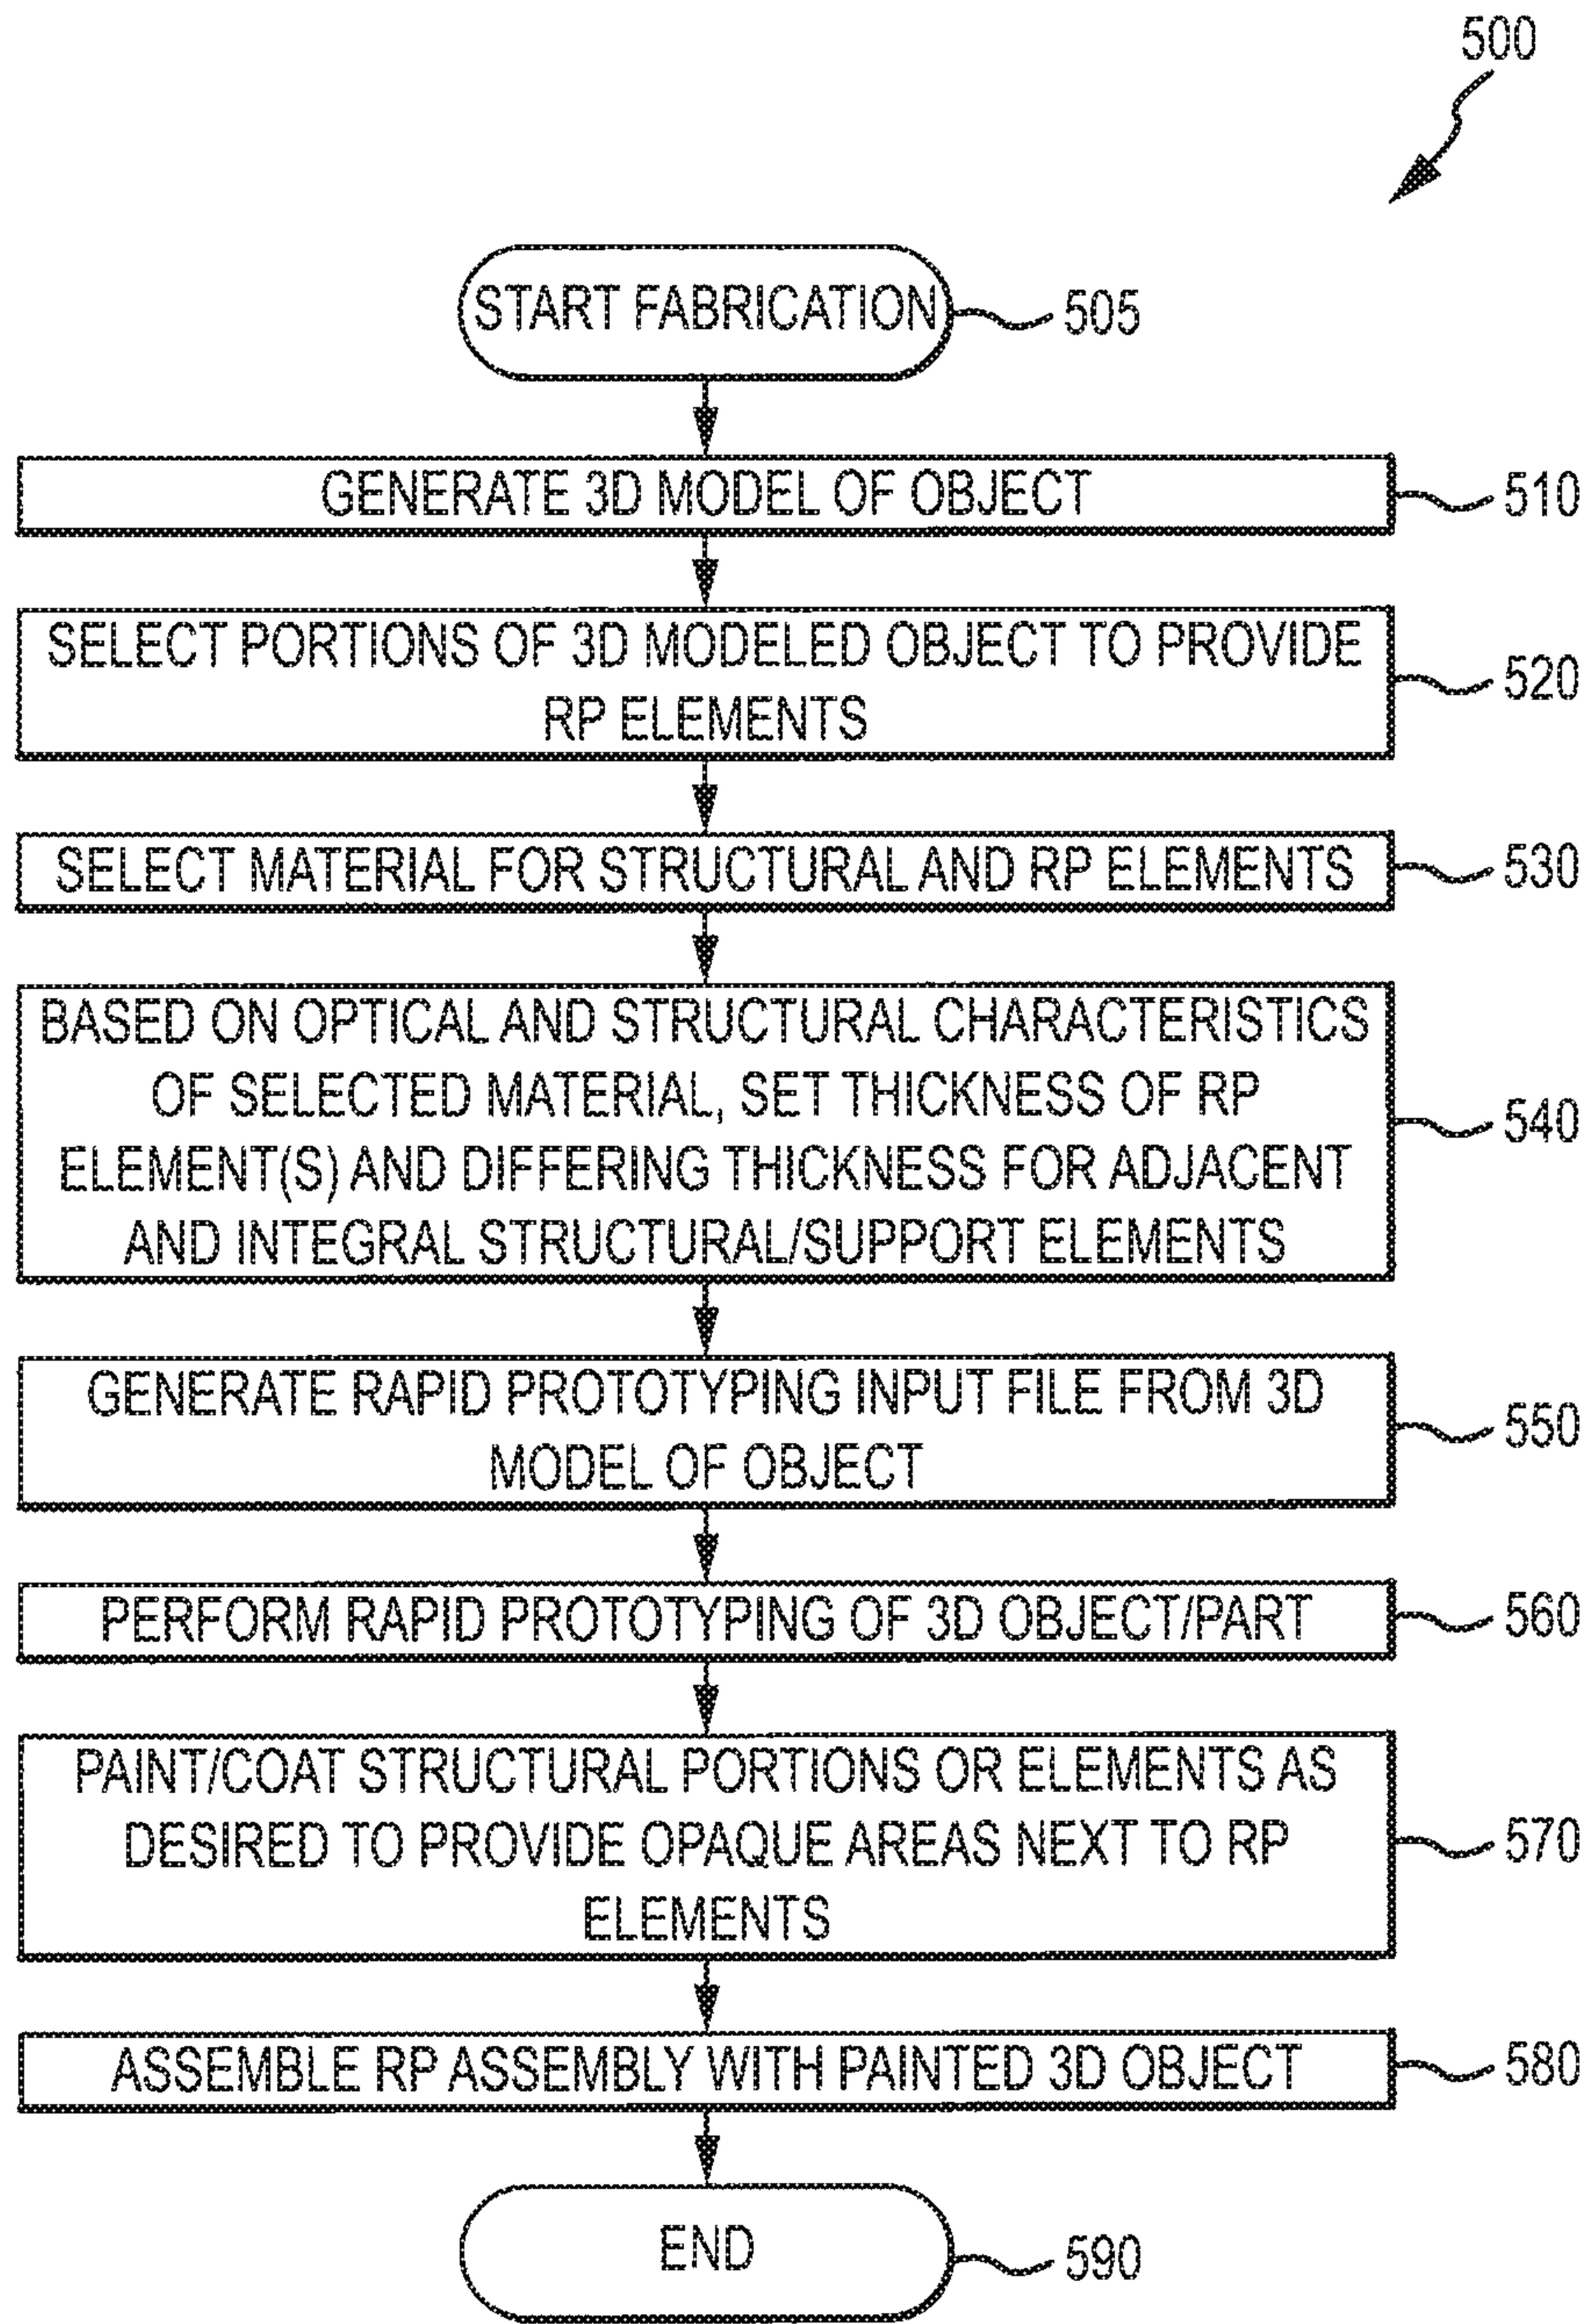 500
START FABRICATION
505
GENERATE 3D MODEL OF OBJECT
510
SELECT PORTIONS OF 3D MODELED OBJECT TO PROVIDE
RP ELEMENTS
520
SELECT MATERIAL FOR STRUCTURAL AND RP ELEMENTS
530
BASED ON OPTICAL AND STRUCTURAL CHARACTERISTICS
OF SELECTED MATERIAL, SET THICKNESS OF RP
ELEMENT(S) AND DIFFERING THICKNESS FOR ADJACENT
AND INTEGRAL STRUCTURAL/SUPPORT ELEMENTS
540
GENERATE RAPID PROTOTYPING INPUT FILE FROM 3D
MODEL OF OBJECT
550
PERFORM RAPID PROTOTYPING OF 3D OBJECT/PART
560
PAINT/COAT STRUCTURAL PORTIONS OR ELEMENTS AS
DESIRED TO PROVIDE OPAQUE AREAS NEXT TO RP
ELEMENTS
570
ASSEMBLE RP ASSEMBLY WITH PAINTED 3D OBJECT
580
END
590